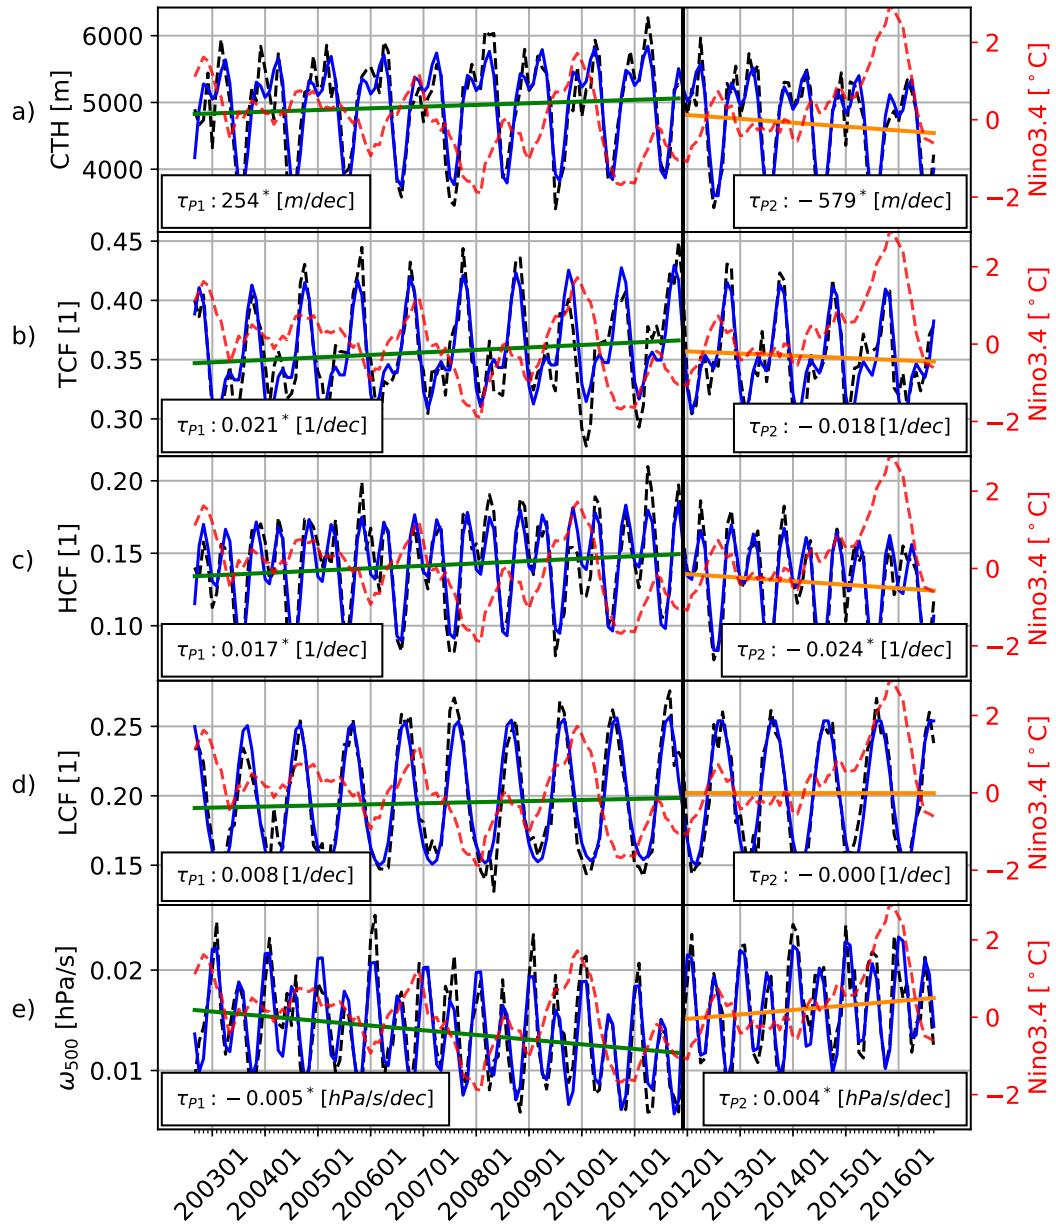 6000
5000
4000
a)
CTH [m]
2
0
−2
Nino3.4 [°C]
τP1: 254* [m/dec]
τP2: −579* [m/dec]
0.45
0.40
0.35
0.30
b)
TCF [1]
2
0
−2
Nino3.4 [°C]
τP1: 0.021* [1/dec]
τP2: −0.018 [1/dec]
0.20
0.15
0.10
c)
HCF [1]
2
0
−2
Nino3.4 [°C]
τP1: 0.017* [1/dec]
τP2: −0.024* [1/dec]
0.25
0.20
0.15
d)
LCF [1]
2
0
−2
Nino3.4 [°C]
τP1: 0.008 [1/dec]
τP2: −0.000 [1/dec]
0.02
0.01
e)
ω500 [hPa/s]
2
0
−2
Nino3.4 [°C]
τP1: −0.005* [hPa/s/dec]
τP2: 0.004* [hPa/s/dec]
200301
200401
200501
200601
200701
200801
200901
201001
201101
201201
201301
201401
201501
201601